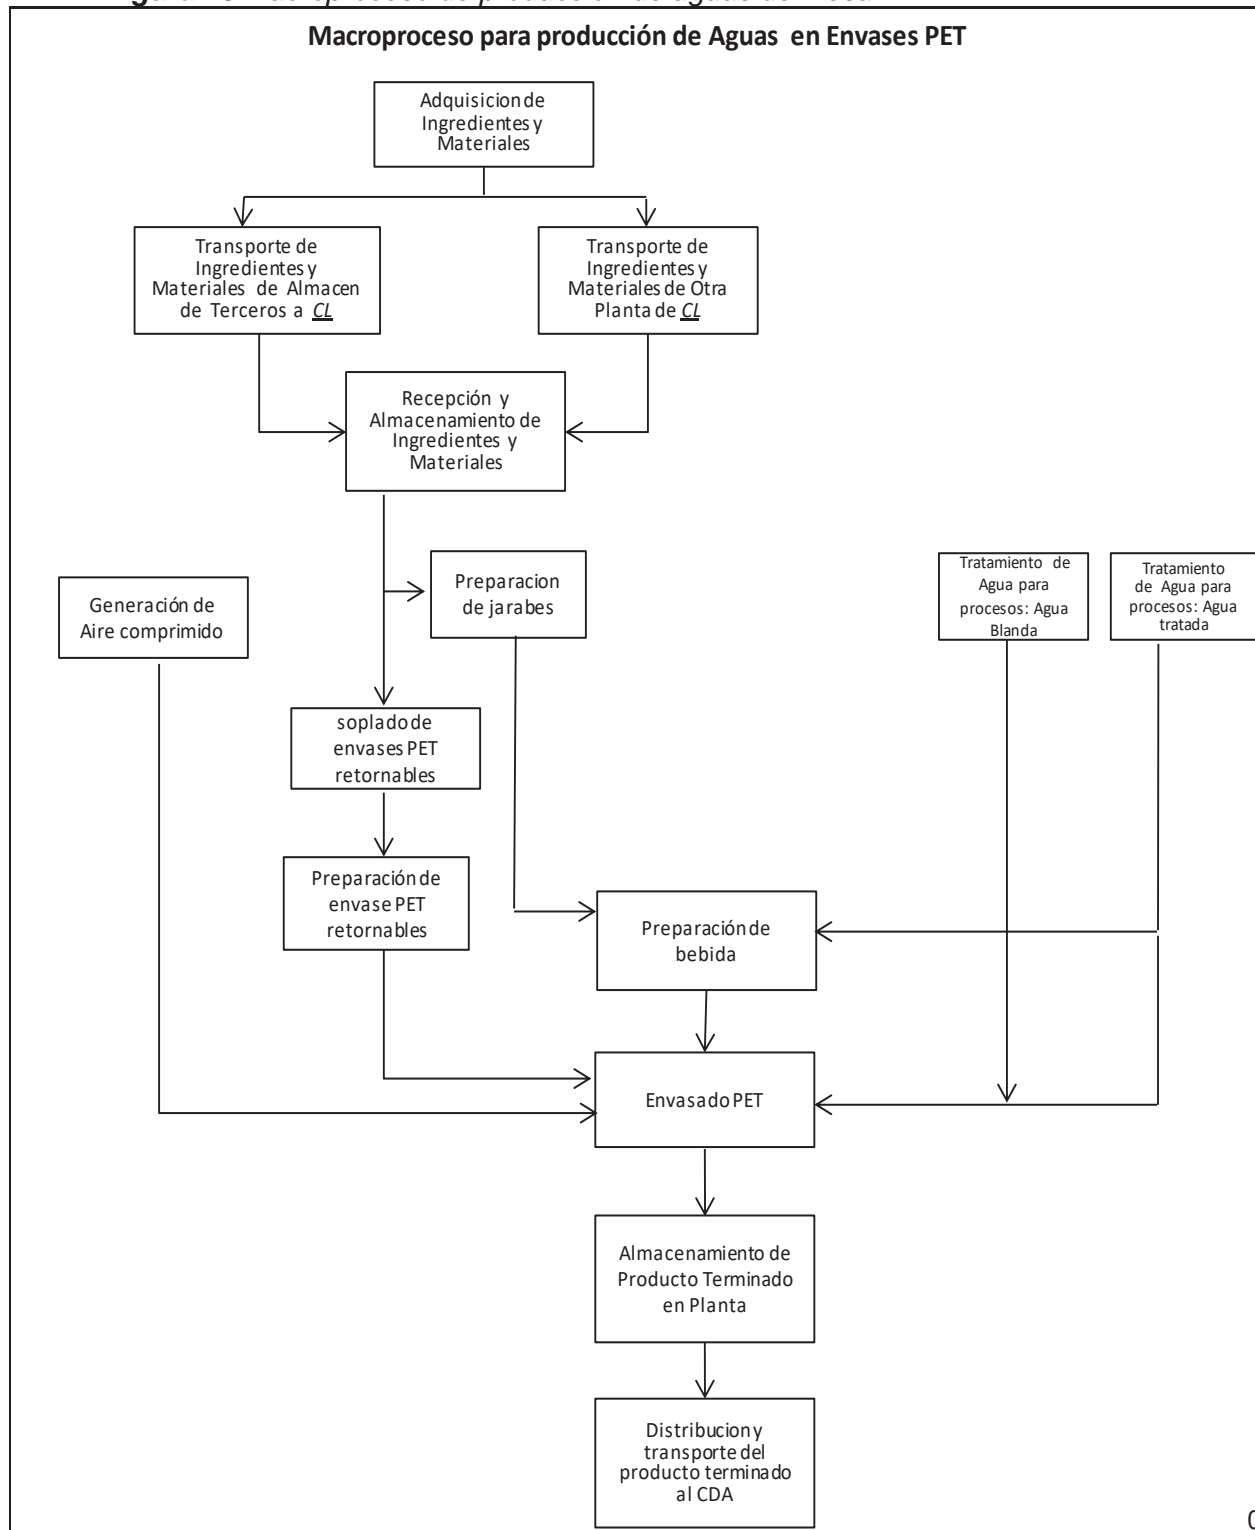 Macroproceso para producción de Aguas en Envases PET
Adquisicion de
Ingredientes y
Materiales
Transporte de
Ingredientes y
Materiales de Almacen
de Terceros a CL
Transporte de
Ingredientes y
Materiales de Otra
Planta de CL
Recepción y
Almacenamiento de
Ingredientes y
Materiales
Generación de
Aire comprimido
Preparacion
de jarabes
Tratamiento de
Agua para
procesos: Agua
Blanda
Tratamiento
de Agua para
procesos: Agua
tratada
soplado de
envases PET
retornables
Preparación de
envase PET
retornables
Preparación de
bebida
Envasado PET
Almacenamiento de
Producto Terminado
en Planta
Distribucion y
transporte del
producto terminado
al CDA